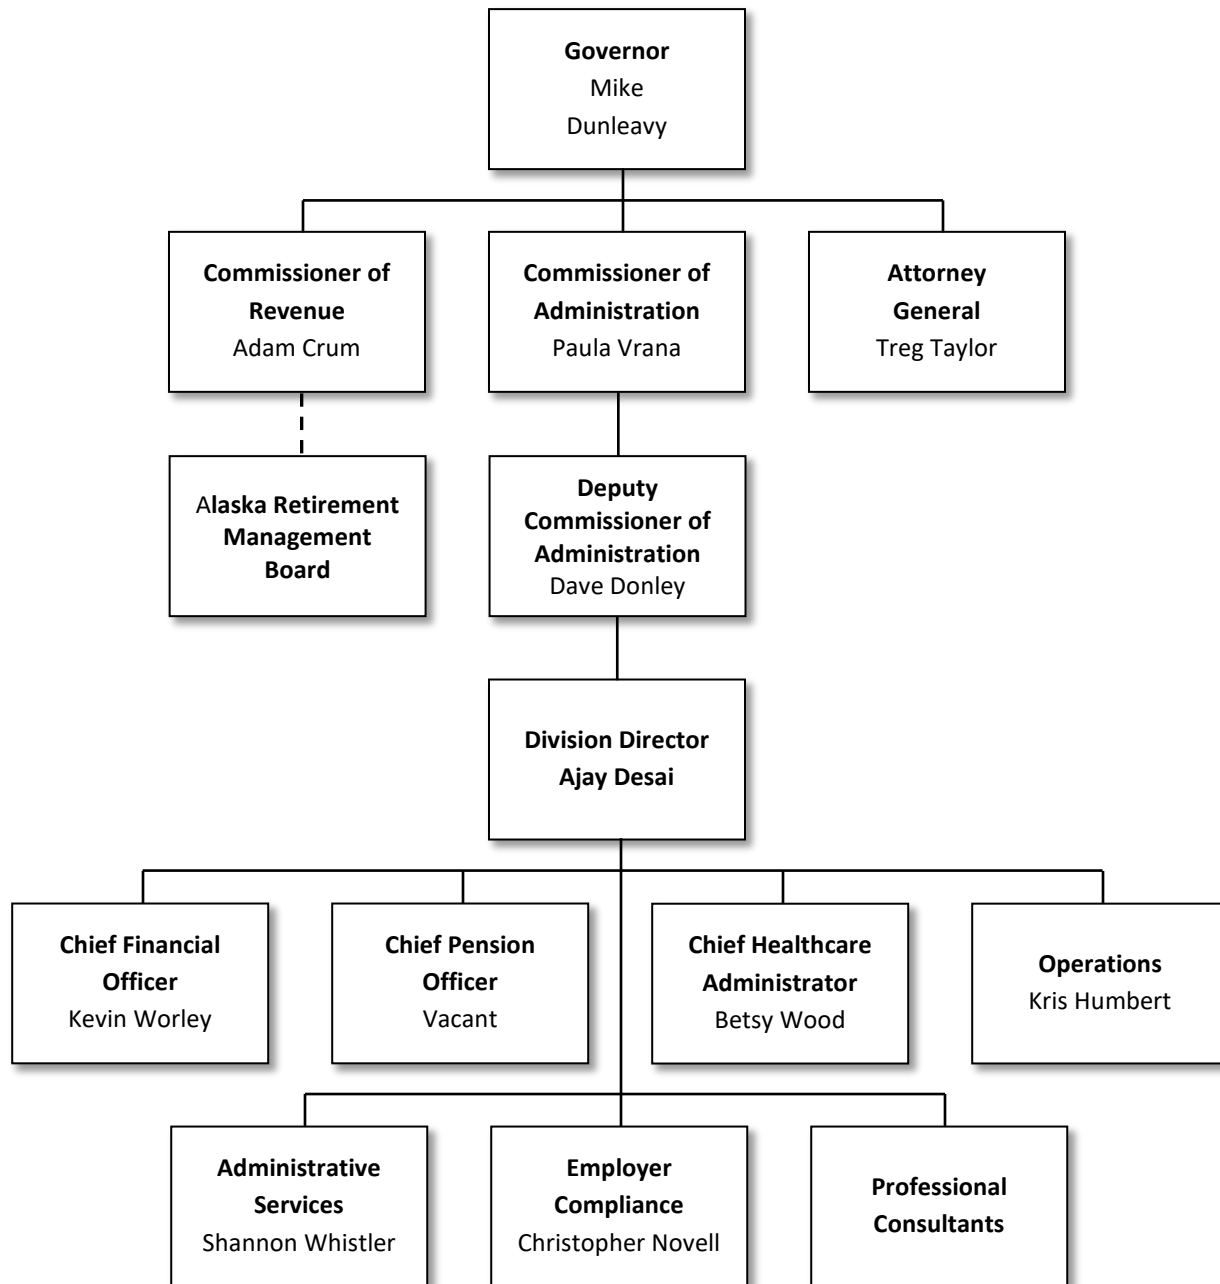 Governor
Mike
Dunleavy
Commissioner of
Revenue
Adam Crum
Commissioner of
Administration
Paula Vrana
Attorney
General
Treg Taylor
Alaska Retirement
Management
Board
Deputy
Commissioner of
Administration
Dave Donley
Division Director
Ajay Desai
Chief Financial
Officer
Kevin Worley
Chief Pension
Officer
Vacant
Chief Healthcare
Administrator
Betsy Wood
Operations
Kris Humbert
Administrative
Services
Shannon Whistler
Employer
Compliance
Christopher Novell
Professional
Consultants